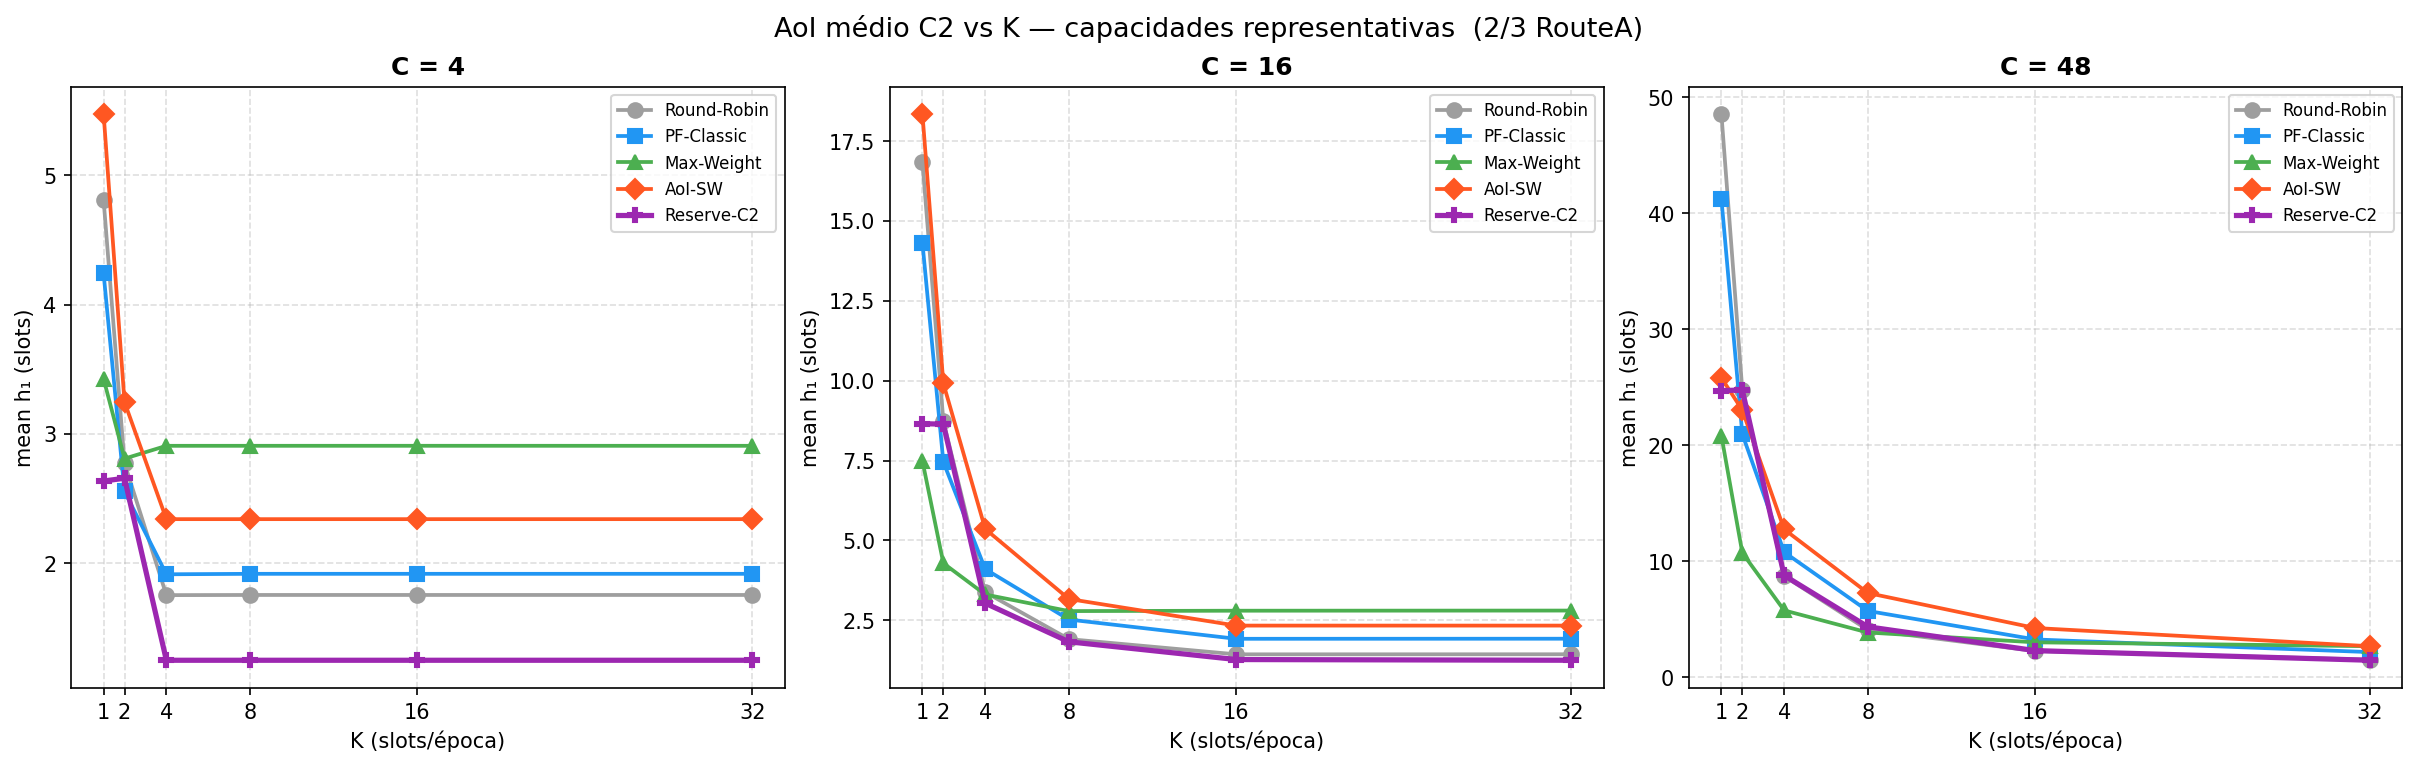 AoI médio C2 vs K — capacidades representativas  (2/3 RouteA)
C = 4
5
4
3
2
mean h₁ (slots)
1 2 4 8 16 32
K (slots/época)
Round-Robin
PF-Classic
Max-Weight
AoI-SW
Reserve-C2
C = 16
17.5
15.0
12.5
10.0
7.5
5.0
2.5
mean h₁ (slots)
1 2 4 8 16 32
K (slots/época)
Round-Robin
PF-Classic
Max-Weight
AoI-SW
Reserve-C2
C = 48
50
40
30
20
10
0
mean h₁ (slots)
1 2 4 8 16 32
K (slots/época)
Round-Robin
PF-Classic
Max-Weight
AoI-SW
Reserve-C2